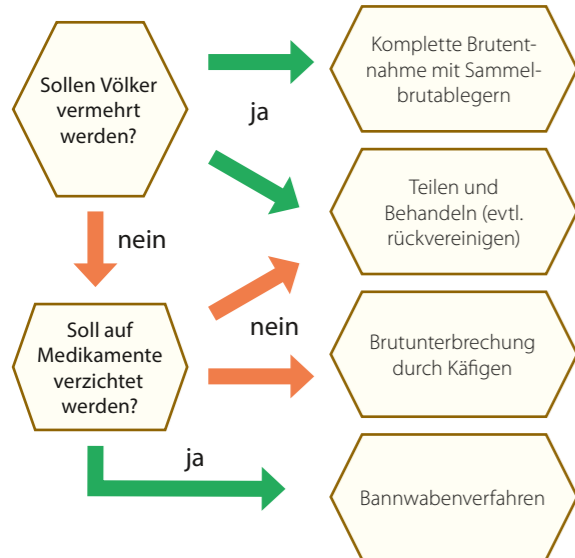 Sollen Völker
vermehrt
werden?
ja
Komplette Brutent-
nahme mit Sammel-
brutablegern
Teilen und
Behandeln (evtl.
rückvereinigen)
nein
Soll auf
Medikamente
verzichtet
werden?
nein
Brutunterbrechung
durch Käfigen
ja
Bannwabenverfahren